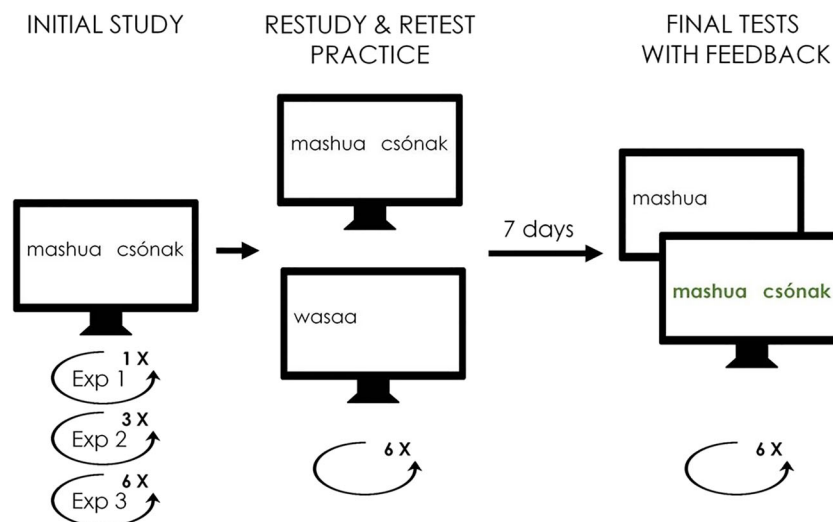 INITIAL STUDY
mashua csónak
1 X
Exp 1
3 X
Exp 2
6 X
Exp 3
RESTUDY & RETEST
PRACTICE
mashua csónak
wasaa
6 X
7 days
FINAL TESTS
WITH FEEDBACK
mashua
mashua csónak
6 X